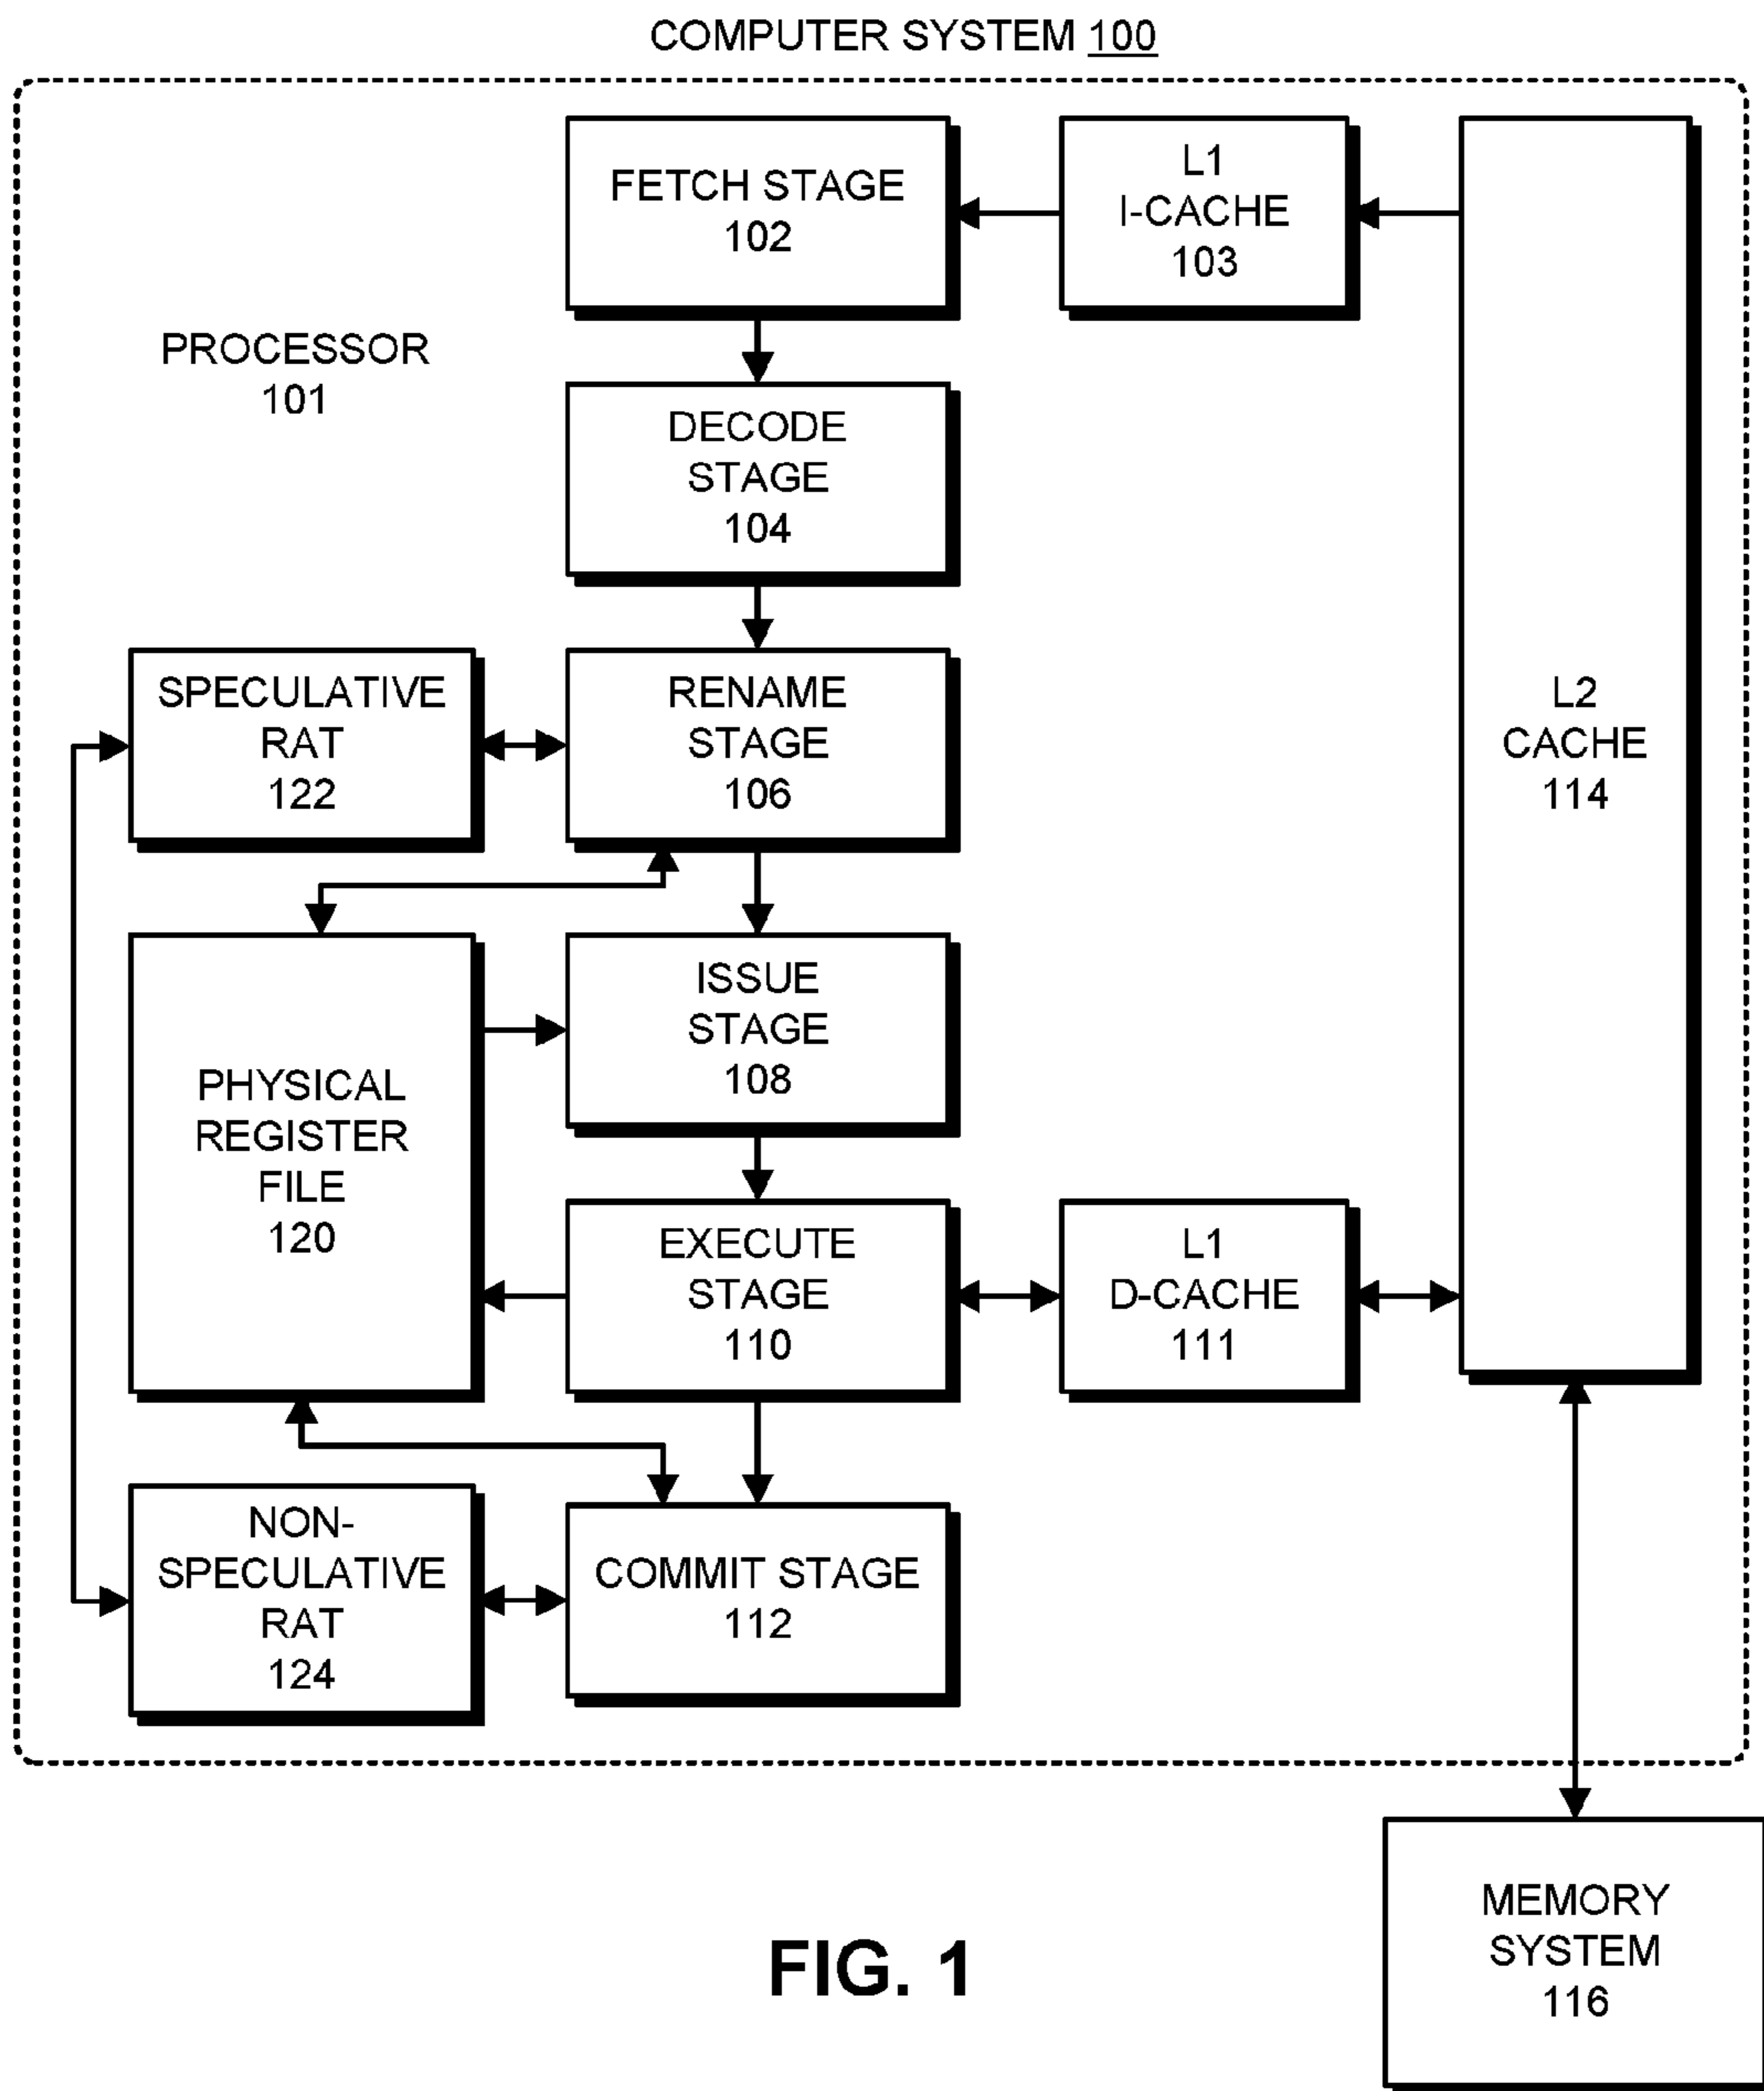 COMPUTER SYSTEM 100
FETCH STAGE
102
L1
I-CACHE
103
PROCESSOR
101
DECODE
STAGE
104
SPECULATIVE
RAT
122
RENAME
STAGE
106
L2
CACHE
114
PHYSICAL
REGISTER
FILE
120
ISSUE
STAGE
108
EXECUTE
STAGE
110
L1
D-CACHE
111
NON-
SPECULATIVE
RAT
124
COMMIT STAGE
112
MEMORY
SYSTEM
116
FIG. 1